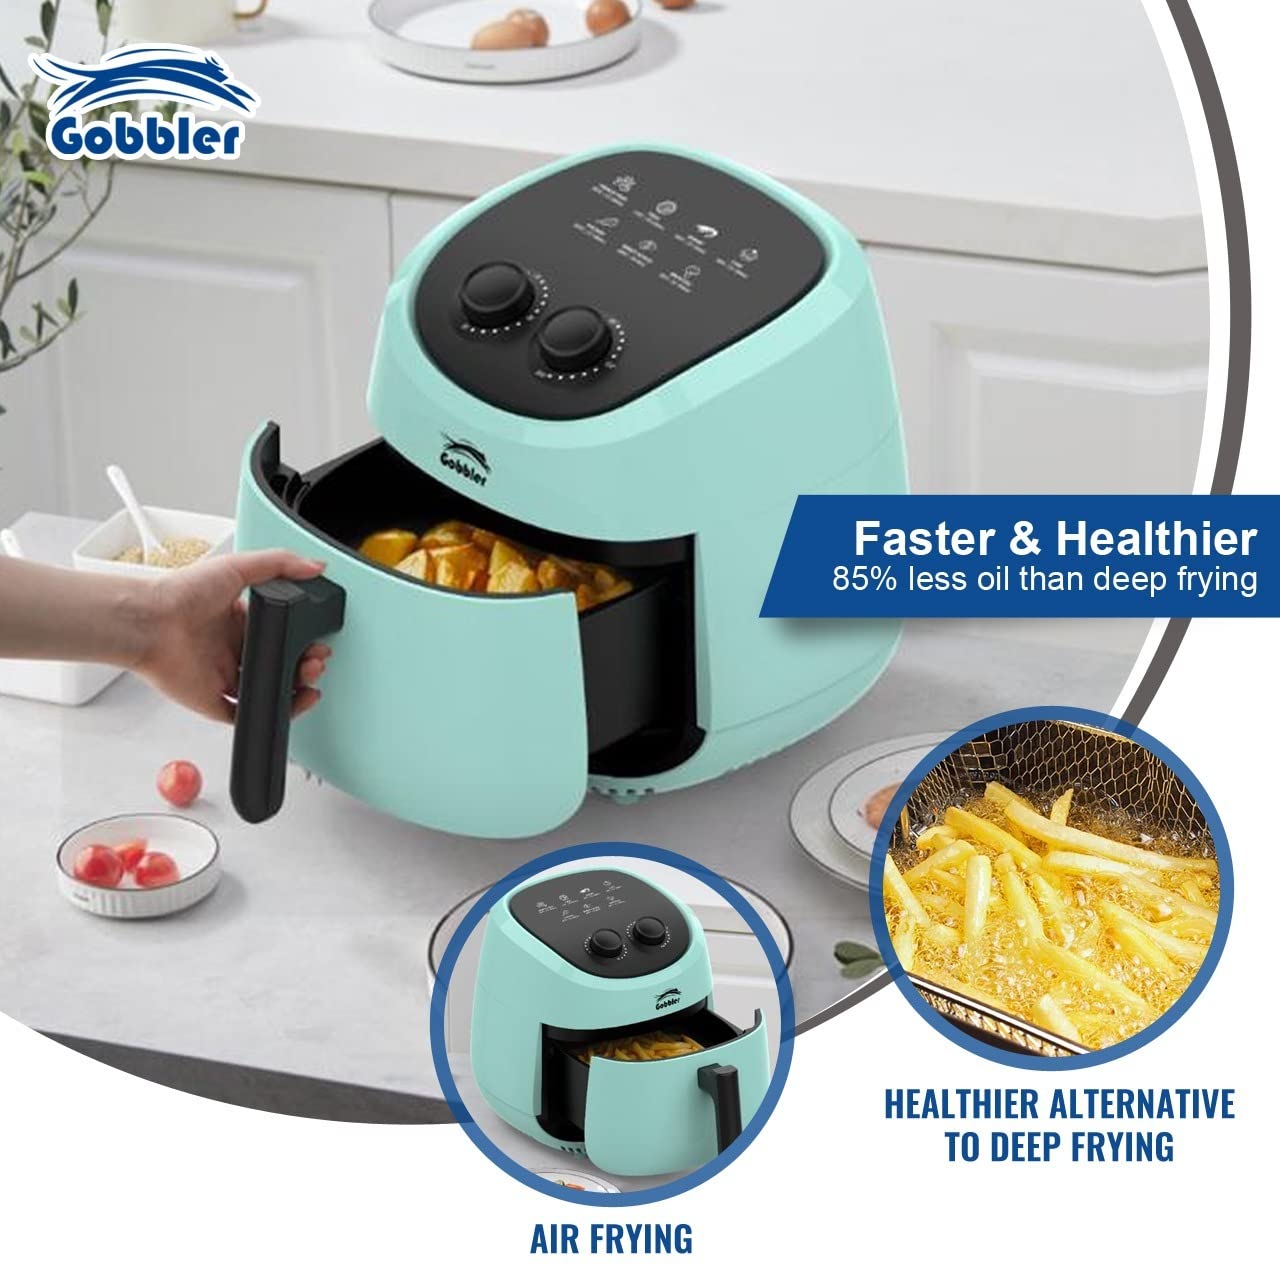 Gobbler
Gobbler
Faster & Healthier
85% less oil than deep frying
Gobbler
HEALTHIER ALTERNATIVE
TO DEEP FRYING
AIR FRYING